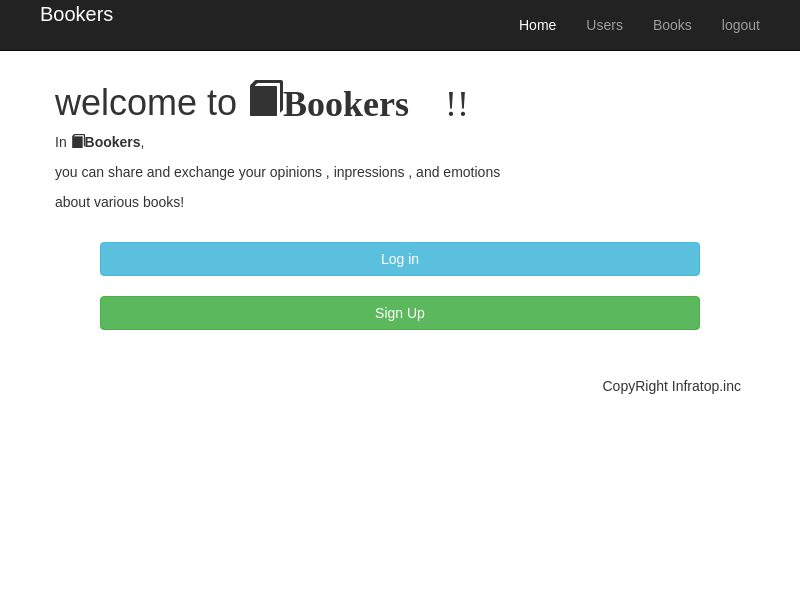 Bookers
Home Users Books logout
welcome to Bookers !!
In Bookers,
you can share and exchange your opinions , inpressions , and emotions
about various books!
Log in
Sign Up
CopyRight Infratop.inc